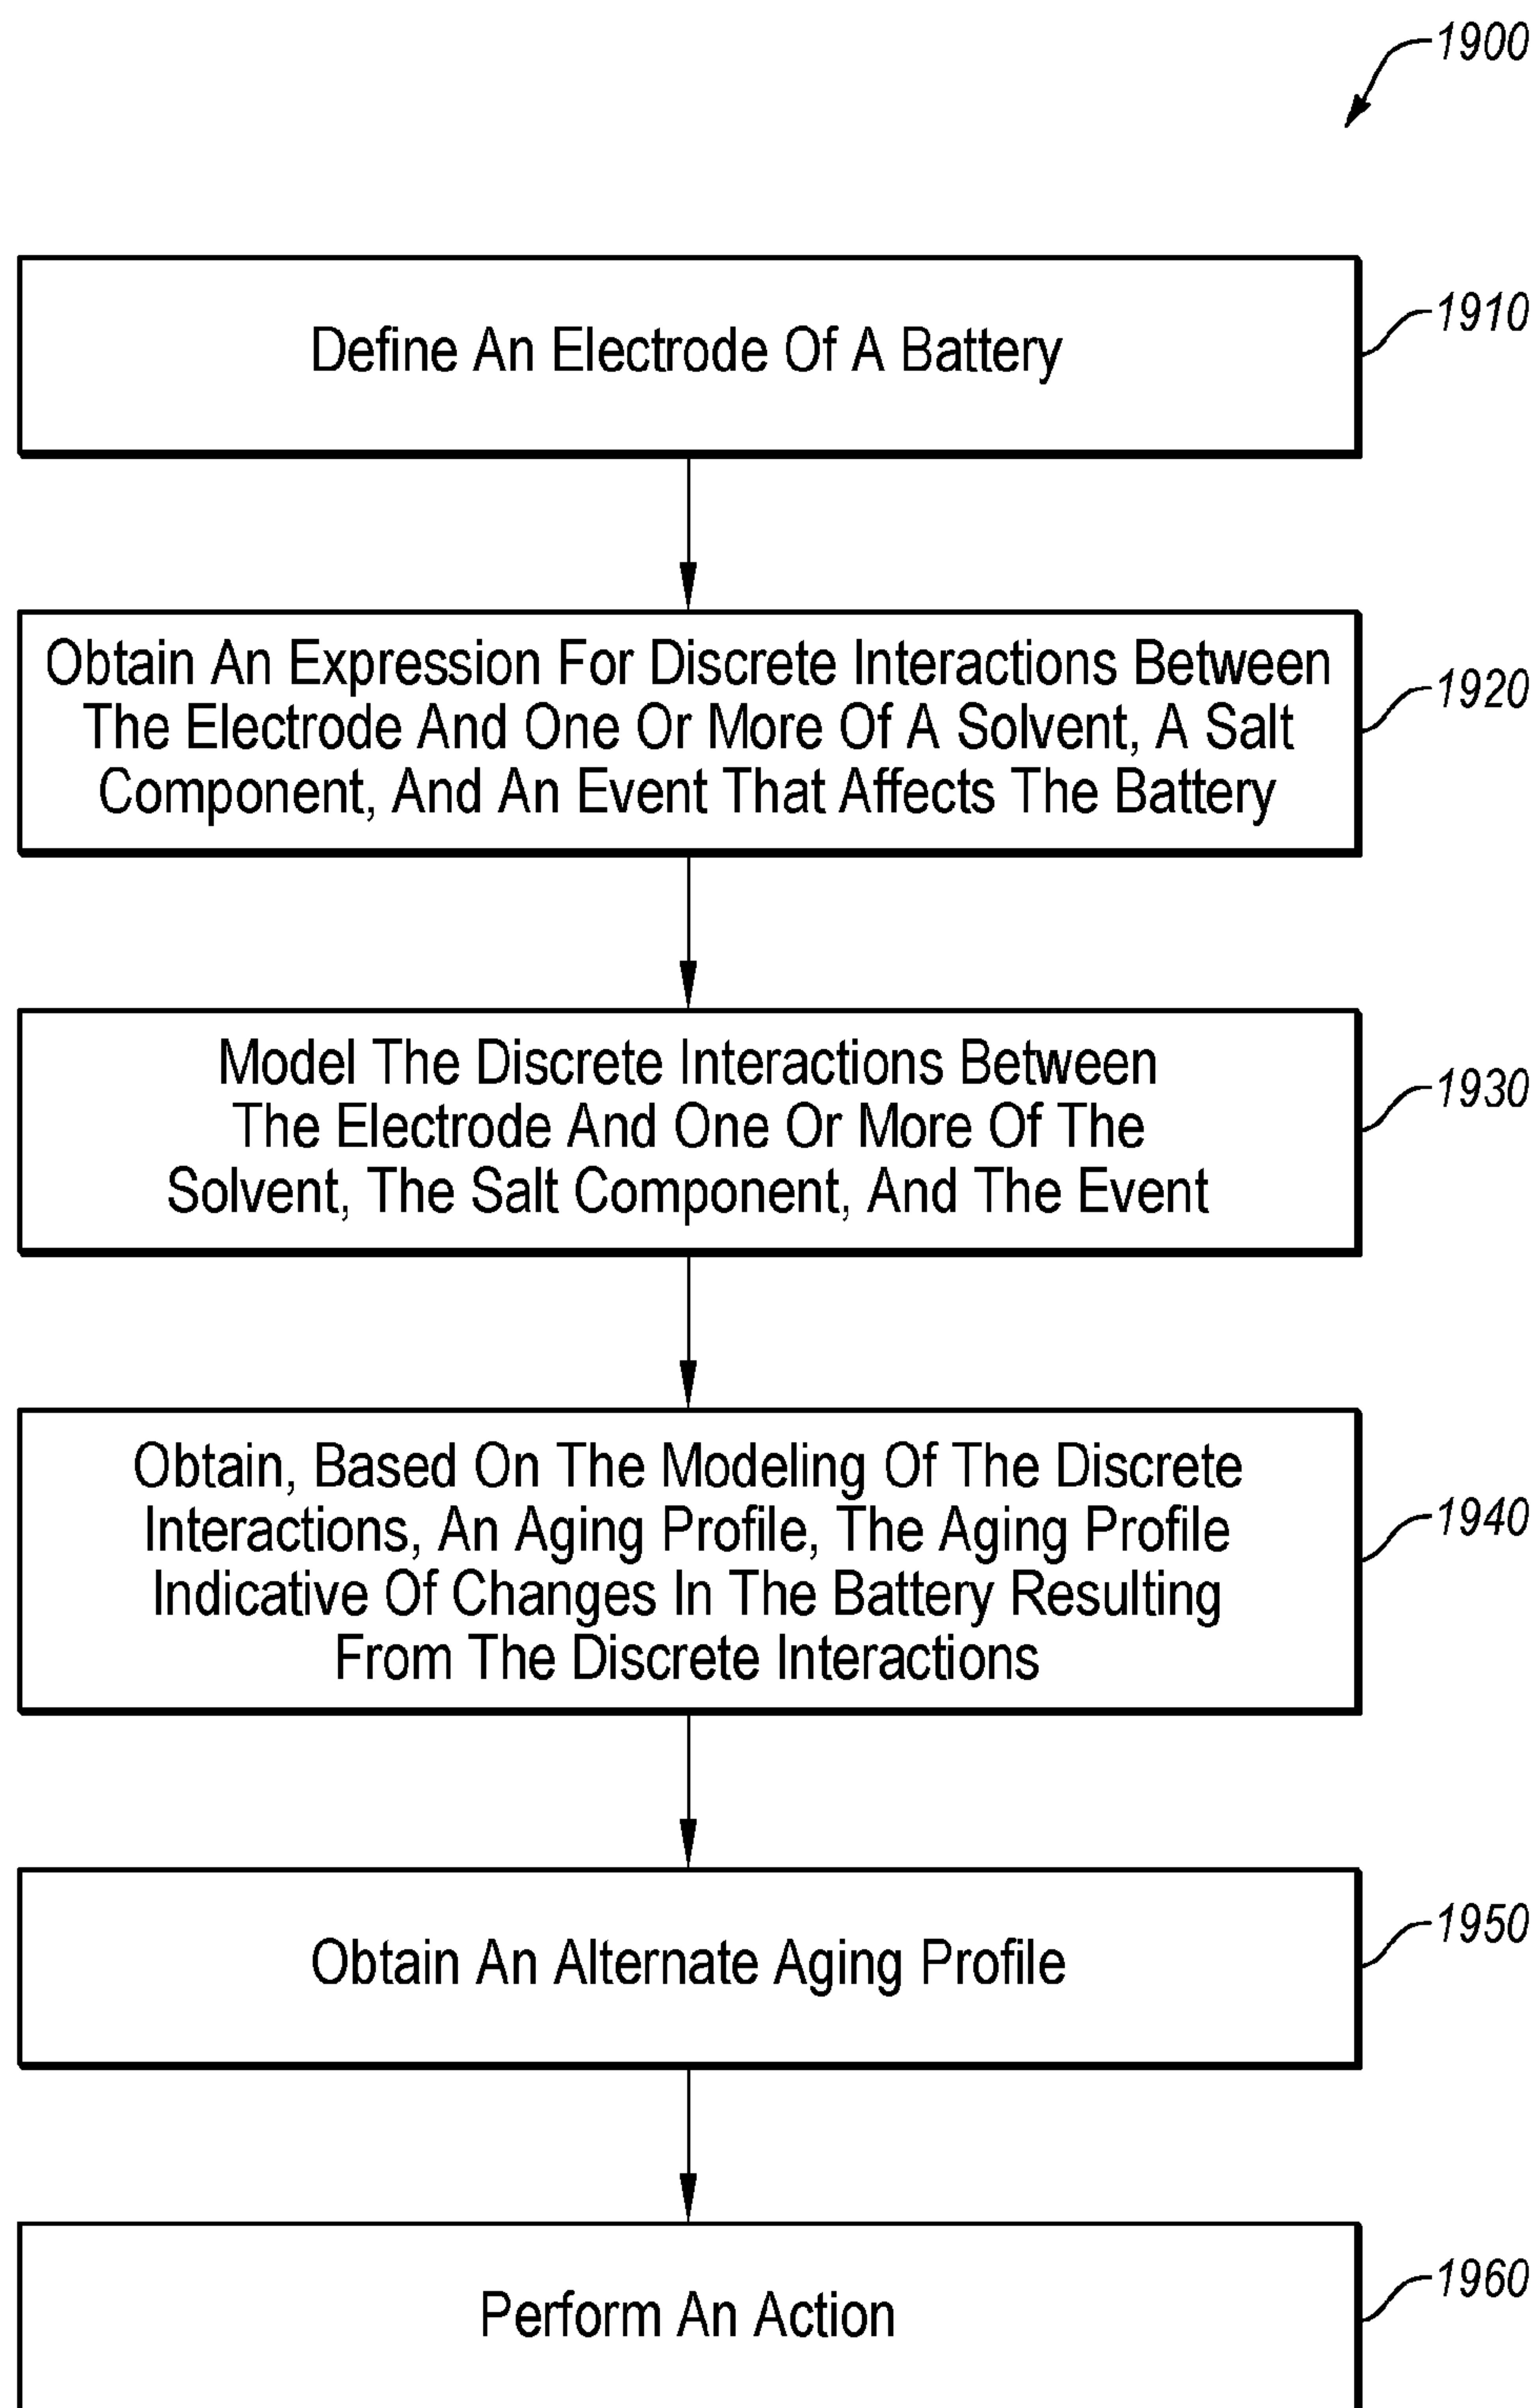 1900
Define An Electrode Of A Battery
1910
Obtain An Expression For Discrete Interactions Between
The Electrode And One Or More Of A Solvent, A Salt
Component, And An Event That Affects The Battery
1920
Model The Discrete Interactions Between
The Electrode And One Or More Of The
Solvent, The Salt Component, And The Event
1930
Obtain, Based On The Modeling Of The Discrete
Interactions, An Aging Profile, The Aging Profile
Indicative Of Changes In The Battery Resulting
From The Discrete Interactions
1940
Obtain An Alternate Aging Profile
1950
Perform An Action
1960